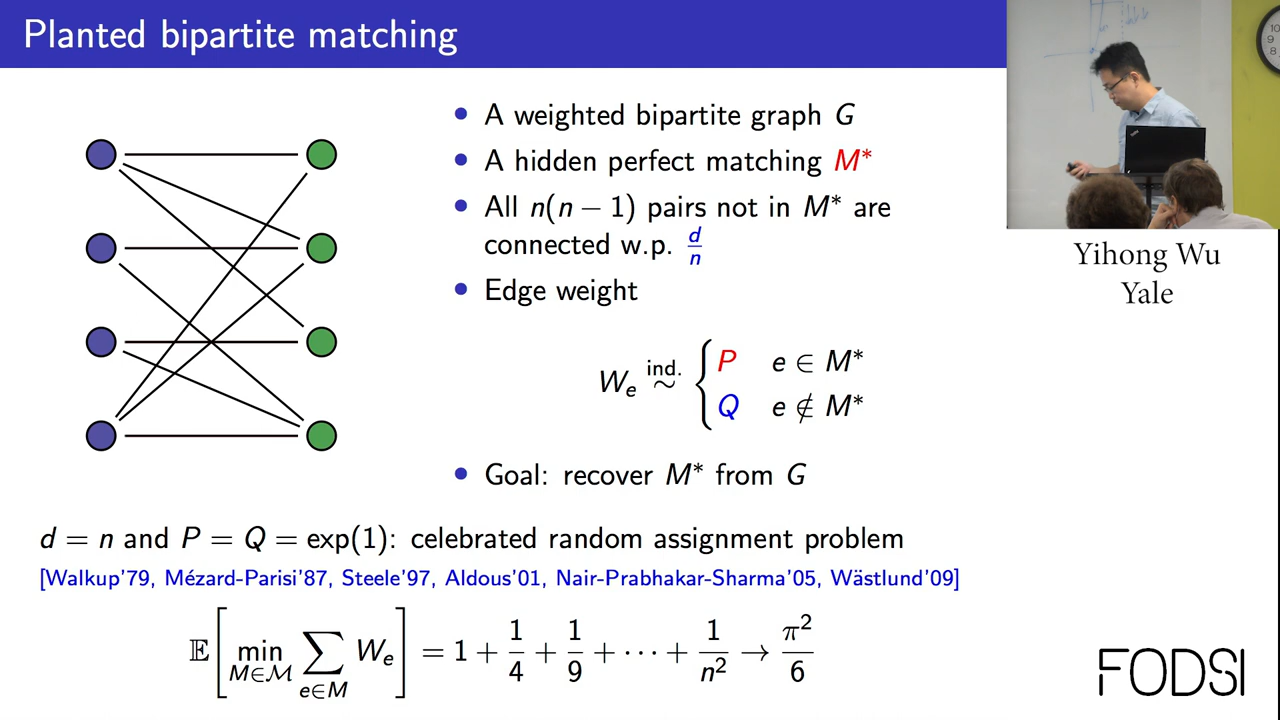 Planted bipartite matching
• A weighted bipartite graph G
• A hidden perfect matching M*
• All n(n − 1) pairs not in M* are
connected w.p. d/n
• Edge weight
W_e ind. ~ { P e ∈ M*
Q e ∉ M*
• Goal: recover M* from G
d = n and P = Q = exp(1): celebrated random assignment problem
[Walkup'79, Mézard-Parisi'87, Steele'97, Aldous'01, Nair-Prabhakar-Sharma'05, Wästlund'09]
𝔼[min_{M∈ℳ} ∑_{e∈M} W_e] = 1 + 1/4 + 1/9 + ⋯ + 1/n² → π²/6
10
9
8
Yihong Wu
Yale
FODSI